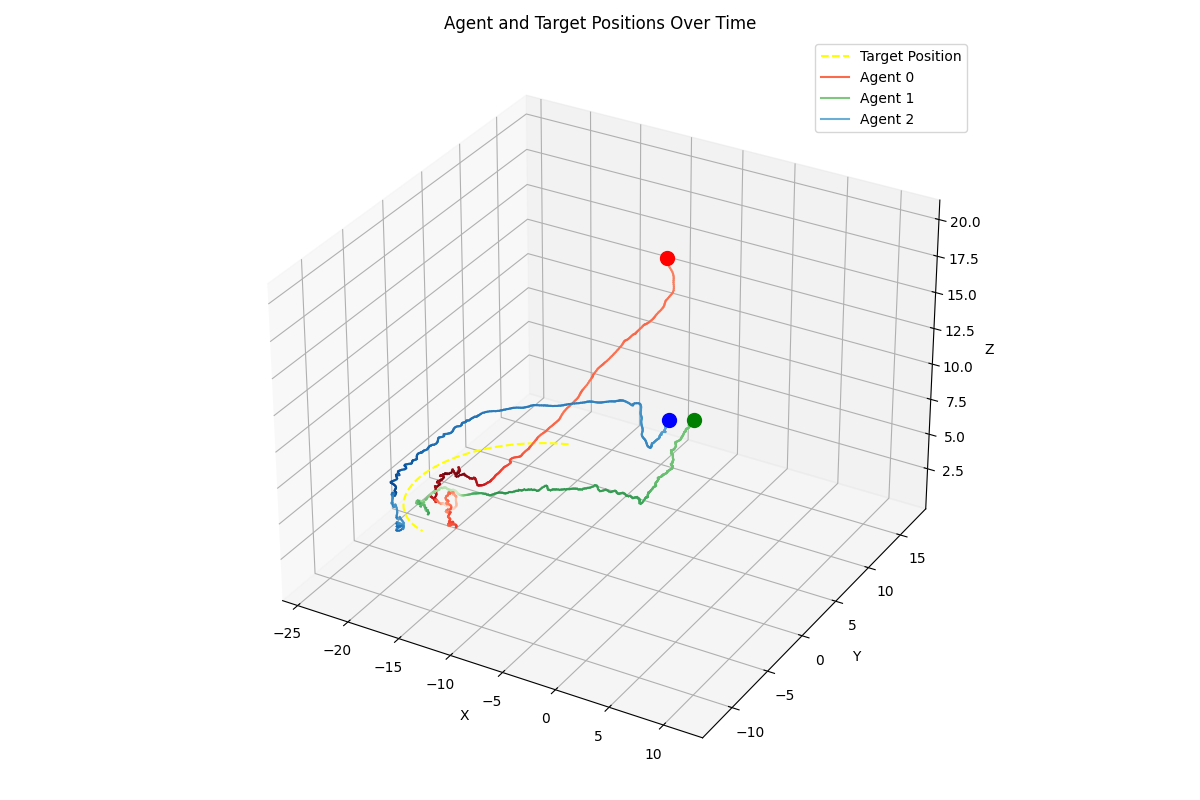 Agent and Target Positions Over Time
Target Position
Agent 0
Agent 1
Agent 2
20.0
17.5
15.0
12.5
10.0
7.5
5.0
2.5
Z
−25
−20
−15
−10
−5
0
5
10
X
15
10
5
0
−5
−10
Y